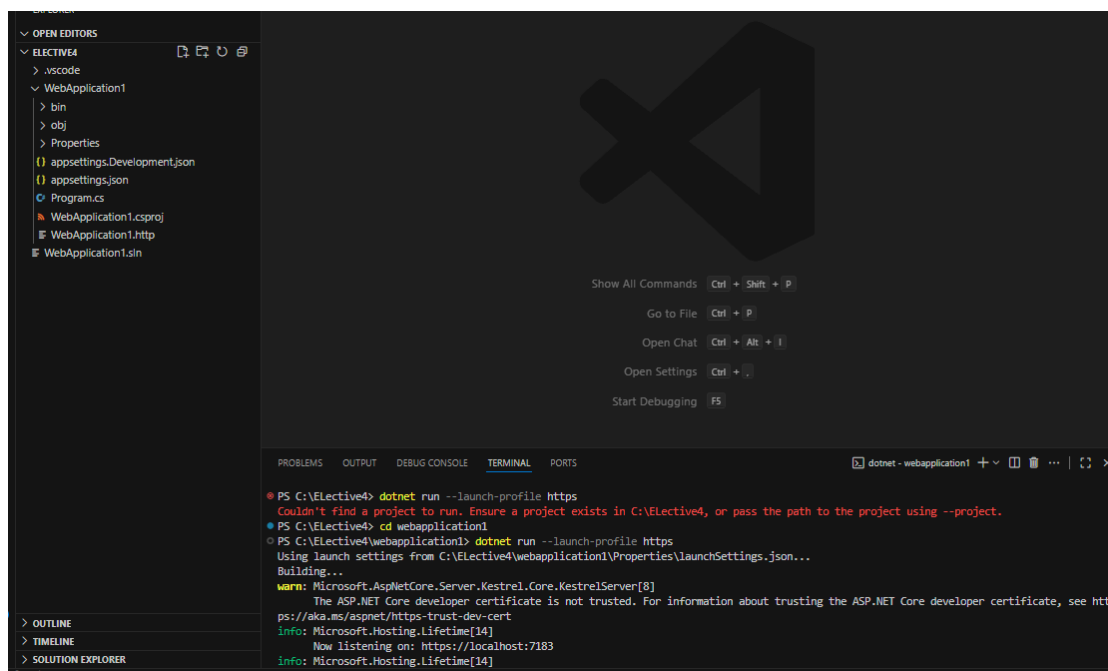 EXPLORER
OPEN EDITORS
ELECTIVE4
.vscode
WebApplication1
bin
obj
Properties
{} appsettings.Development.json
{} appsettings.json
Program.cs
WebApplication1.csproj
WebApplication1.http
WebApplication1.sln
OUTLINE
TIMELINE
SOLUTION EXPLORER
Show All Commands Ctrl + Shift + P
Go to File Ctrl + P
Open Chat Ctrl + Alt + I
Open Settings Ctrl + ,
Start Debugging F5
PROBLEMS OUTPUT DEBUG CONSOLE TERMINAL PORTS
dotnet - webapplication1
PS C:\ELective4> dotnet run --launch-profile https
Couldn't find a project to run. Ensure a project exists in C:\ELective4, or pass the path to the project using --project.
PS C:\ELective4> cd webapplication1
PS C:\ELective4\webapplication1> dotnet run --launch-profile https
Using launch settings from C:\ELective4\webapplication1\Properties\launchSettings.json...
Building...
warn: Microsoft.AspNetCore.Server.Kestrel.Core.KestrelServer[8]
The ASP.NET Core developer certificate is not trusted. For information about trusting the ASP.NET Core developer certificate, see htt
ps://aka.ms/aspnet/https-trust-dev-cert
info: Microsoft.Hosting.Lifetime[14]
Now listening on: https://localhost:7183
info: Microsoft.Hosting.Lifetime[14]